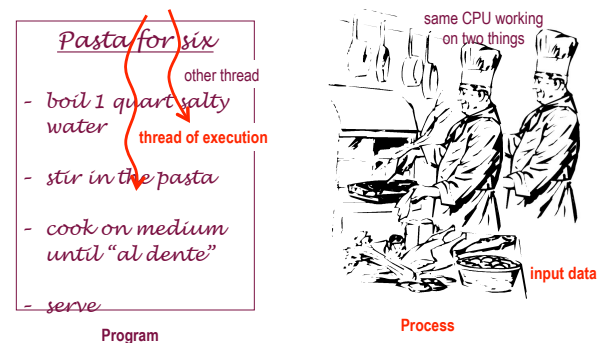 Pasta for six
other thread
- boil 1 quart salty
water
thread of execution
- stir in the pasta
- cook on medium
until “al dente”
- serve
Program
same CPU working
on two things
input data
Process